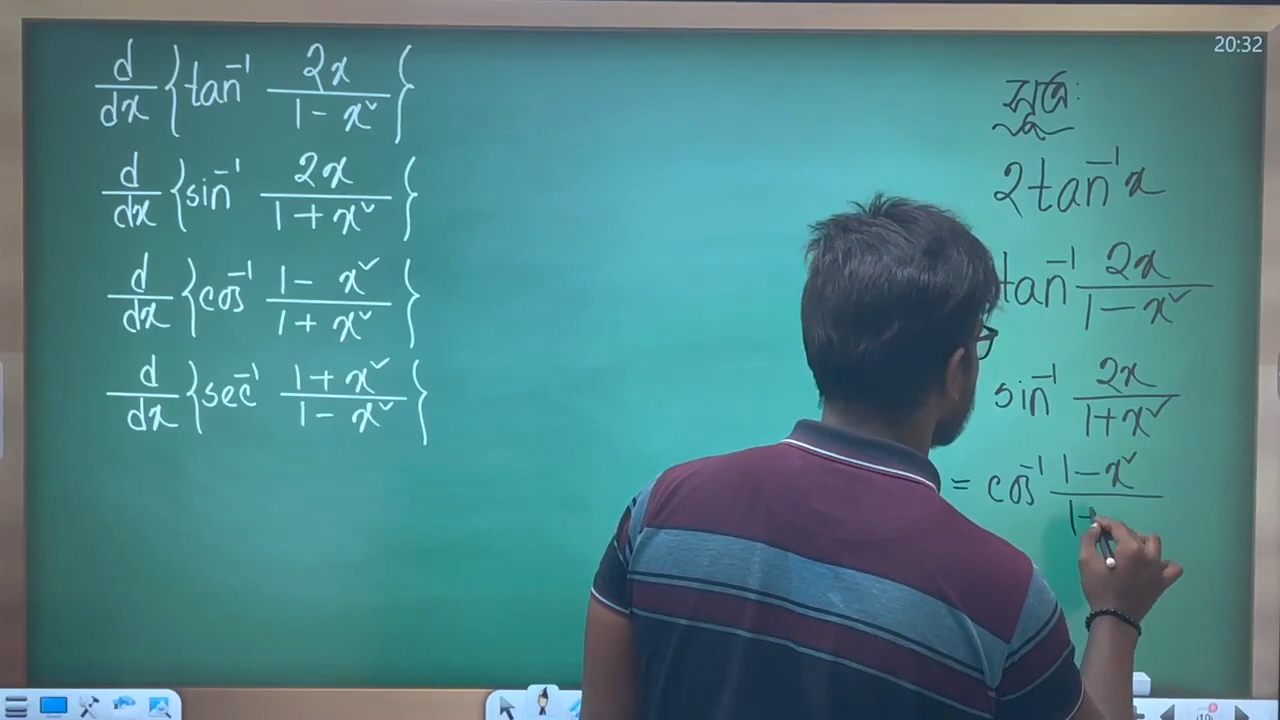 20:32
d/dx {tan⁻¹ 2x/(1 - x²)}
d/dx {sin⁻¹ 2x/(1 + x²)}
d/dx {cos⁻¹ (1 - x²)/(1 + x²)}
d/dx {sec⁻¹ (1 + x²)/(1 - x²)}
সূত্র:
2tan⁻¹x
tan⁻¹ 2x/(1 - x²)
sin⁻¹ 2x/(1+x²)
= cos⁻¹ (1-x²)/(1+